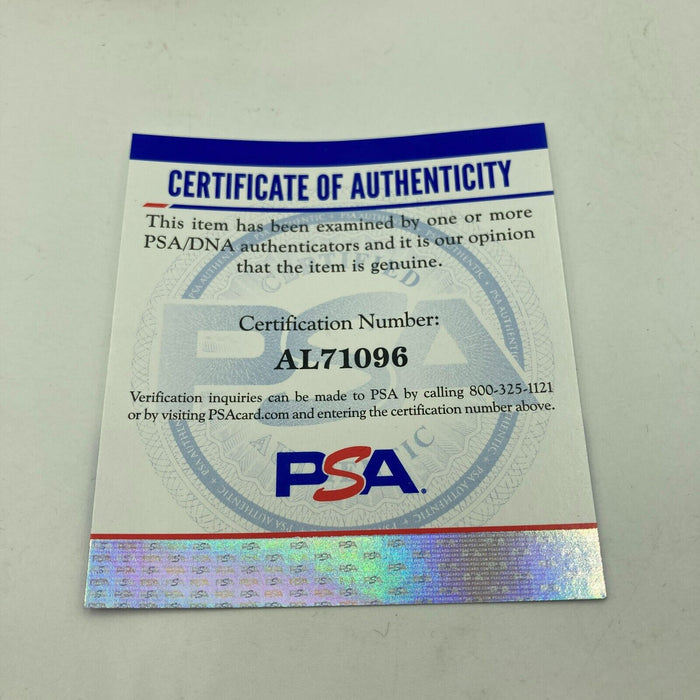 CERTIFICATE OF AUTHENTICITY
This item has been examined by one or more
PSA/DNA authenticators and it is our opinion
that the item is genuine.
CERTIFIED
PSA
Certification Number:
AL71096
Verification inquiries can be made to PSA by calling 800-325-1121
or by visiting PSAcard.com and entering the certification number above.
PSA.